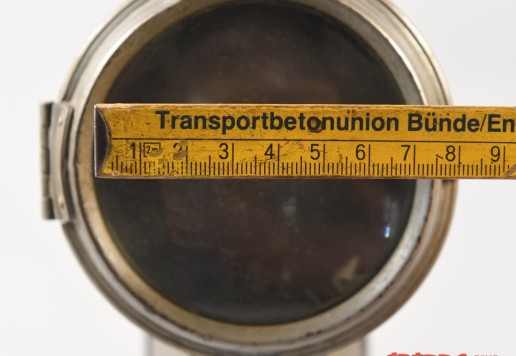 Transportbetonunion Bünde/En
1 2 3 4 5 6 7 8 9